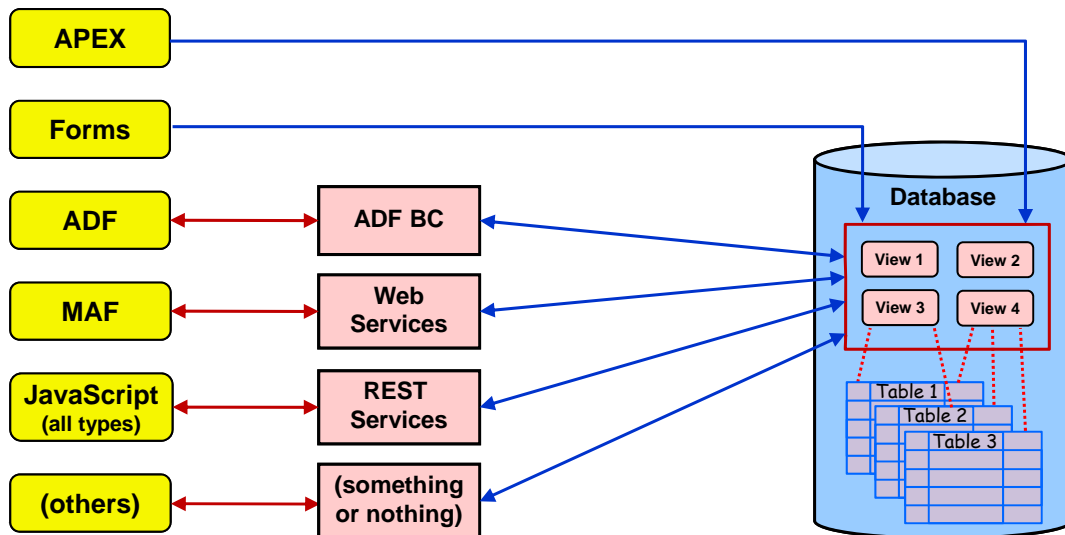 APEX
Forms
Database
ADF
ADF BC
View 1
View 2
MAF
Web
Services
View 3
View 4
JavaScript
(all types)
REST
Services
Table 1
Table 2
Table 3
(others)
(something
or nothing)